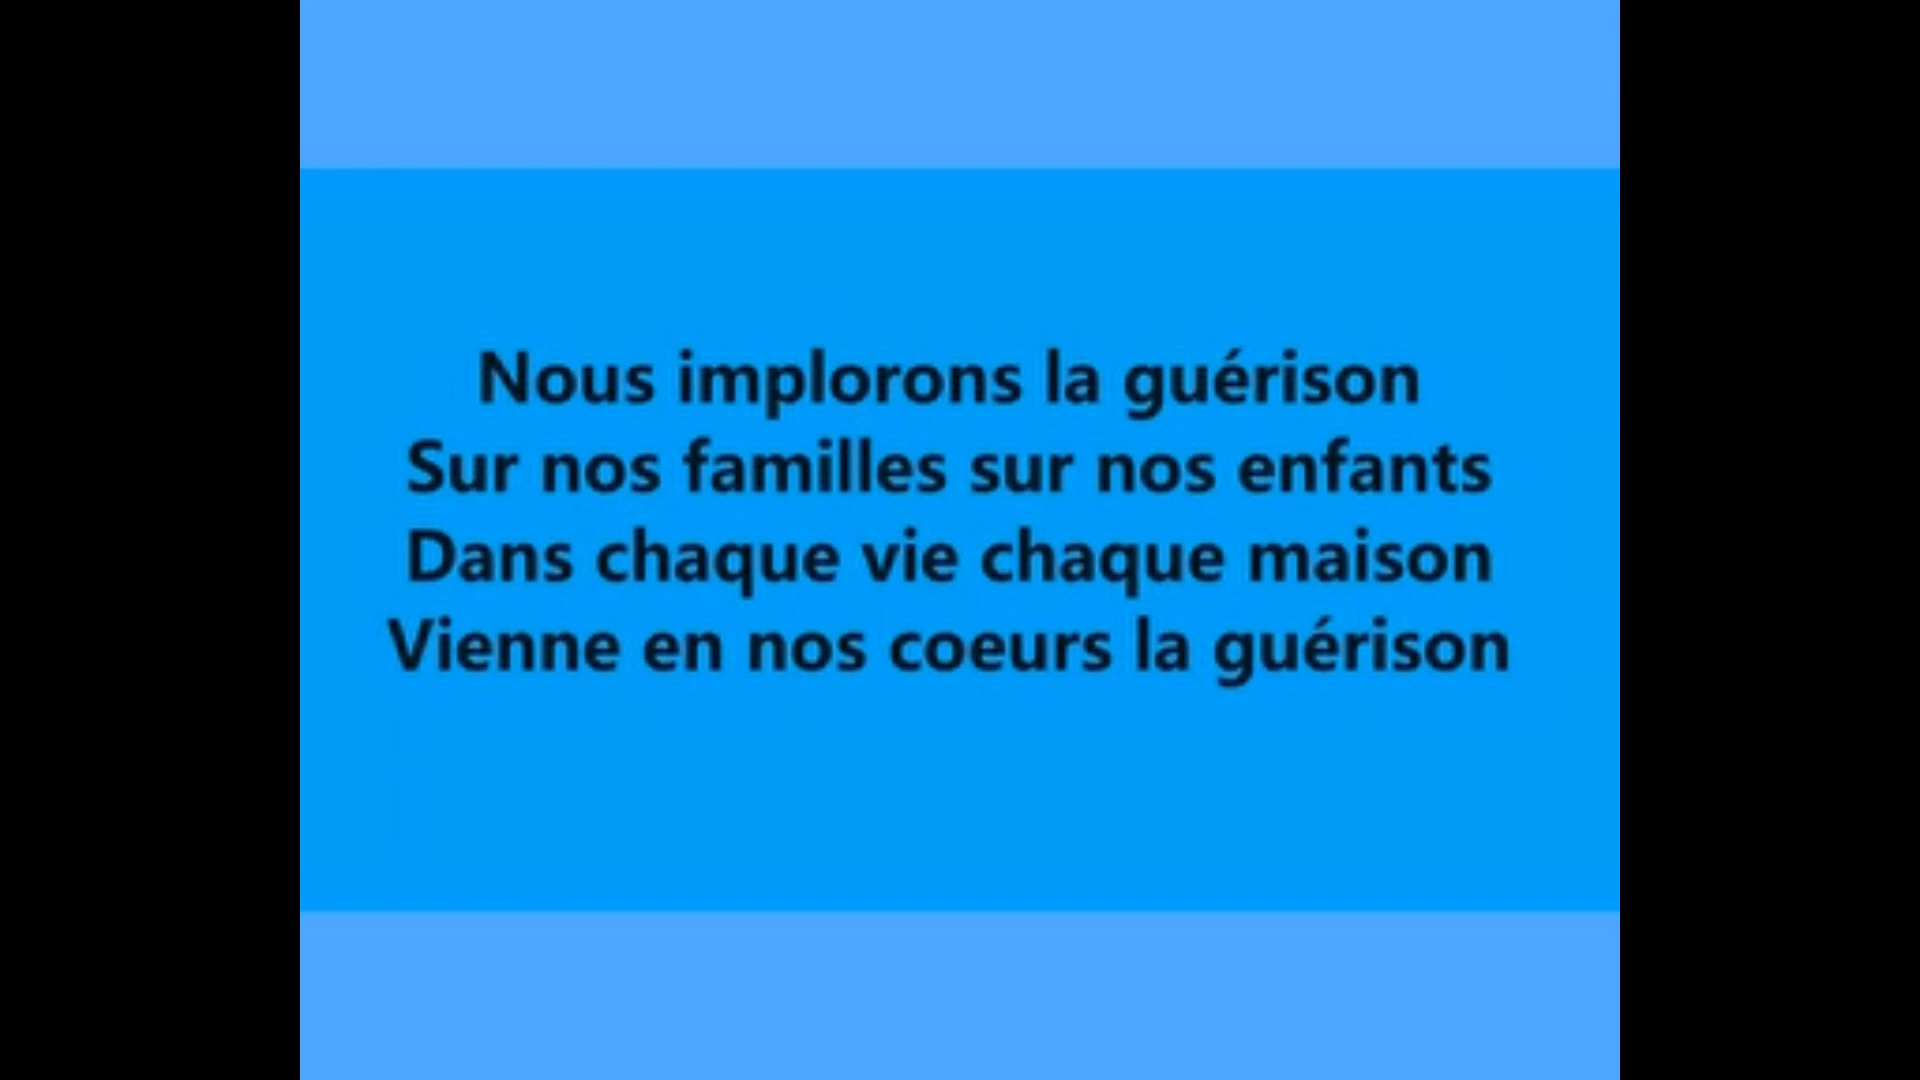 Nous implorons la guérison
Sur nos familles sur nos enfants
Dans chaque vie chaque maison
Vienne en nos coeurs la guérison